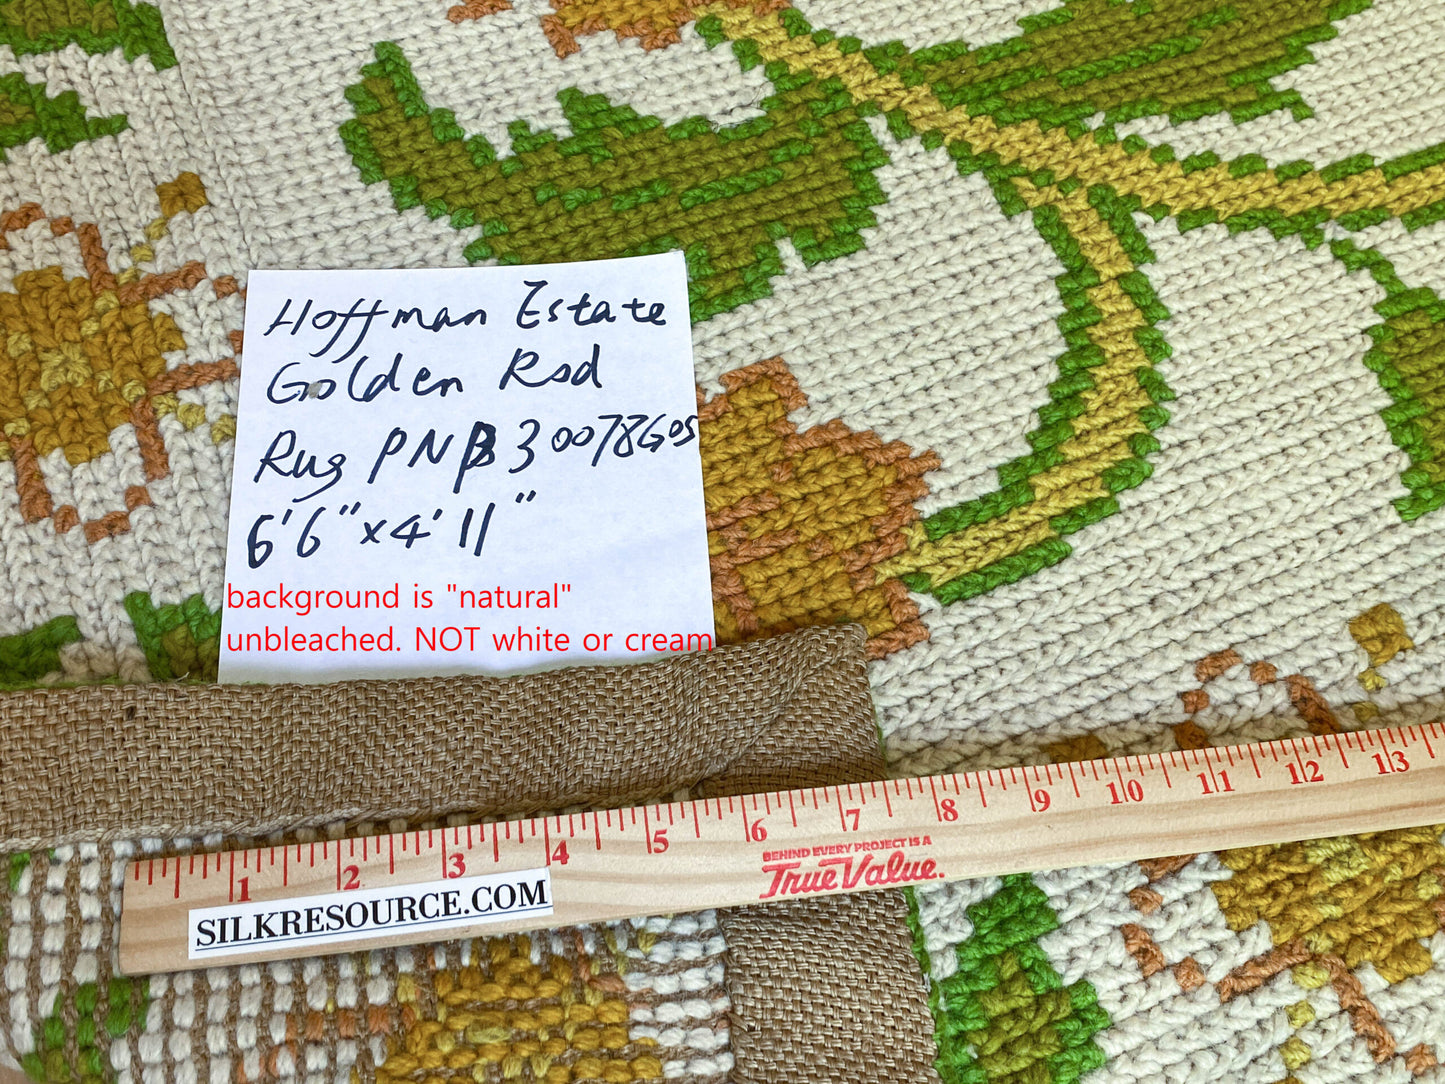 Hoffman Estate
Golden Rod
Rug PNB30078G05
6'6" x 4'11"
background is "natural"
unbleached. NOT white or cream
1 2 3 4 5 6 7 8 9 10 11 12 13
BEHIND EVERY PROJECT IS A
True Value.
SILKRESOURCE.COM